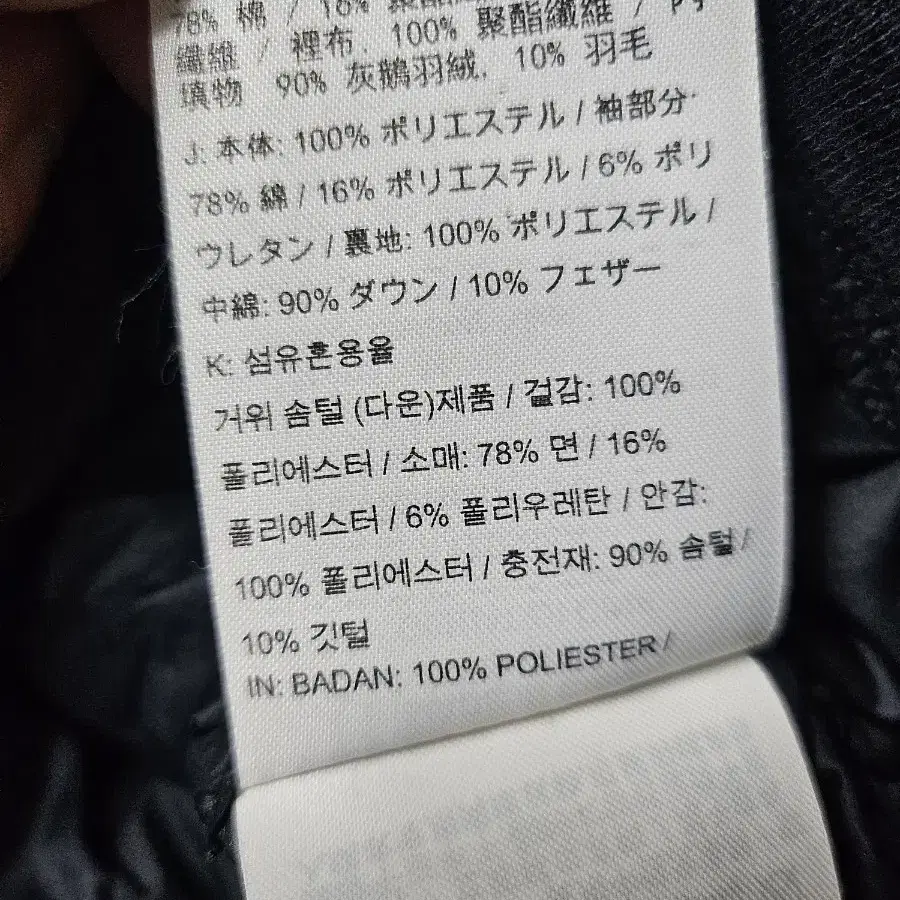 78% 棉 / 16%
纖維 / 裡布. 100% 聚酯纖維 /
填物 90% 灰鵝羽絨. 10% 羽毛
J: 本体: 100% ポリエステル / 袖部分:
78% 綿 / 16% ポリエステル / 6% ポリ
ウレタン / 裏地: 100% ポリエステル /
中綿: 90% ダウン / 10% フェザー
K: 섬유혼용율
거위 솜털 (다운)제품 / 겉감: 100%
폴리에스터 / 소매: 78% 면 / 16%
폴리에스터 / 6% 폴리우레탄 / 안감:
100% 폴리에스터 / 충전재: 90% 솜털 /
10% 깃털
IN: BADAN: 100% POLIESTER /